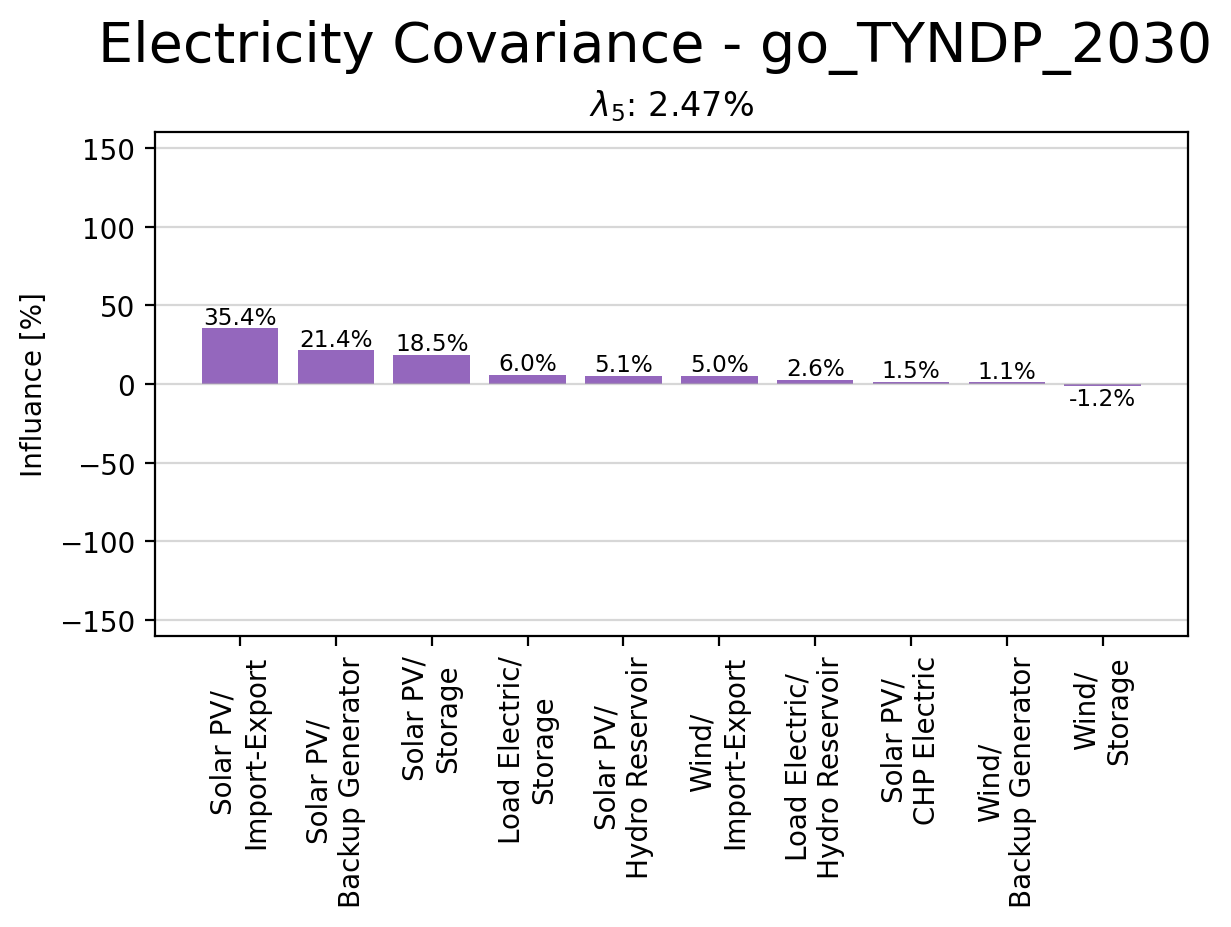 Electricity Covariance - go_TYNDP_2030
λ5: 2.47%
Influance [%]
150
100
50
0
−50
−100
−150
35.4%
21.4%
18.5%
6.0%
5.1%
5.0%
2.6%
1.5%
1.1%
-1.2%
Solar PV/
Import-Export
Solar PV/
Backup Generator
Solar PV/
Storage
Load Electric/
Storage
Solar PV/
Hydro Reservoir
Wind/
Import-Export
Load Electric/
Hydro Reservoir
Solar PV/
CHP Electric
Wind/
Backup Generator
Wind/
Storage